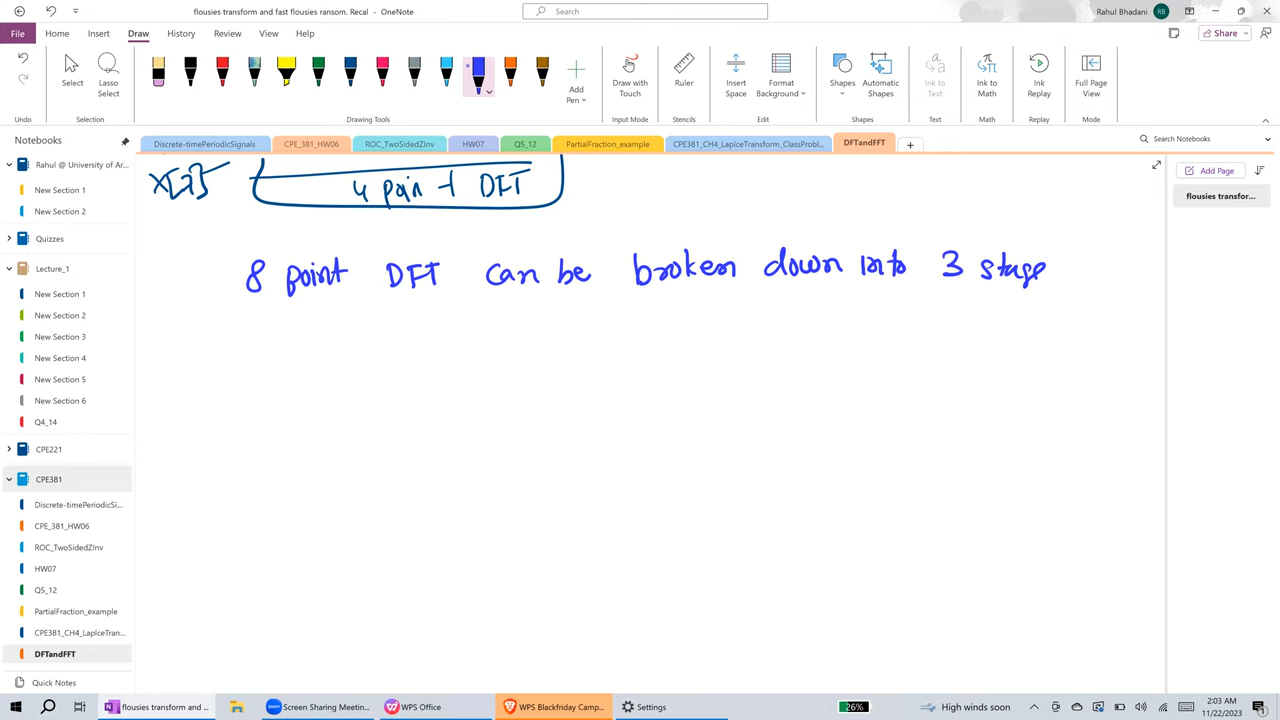 flousies transform and fast flousies ransom. Recal - OneNote
Search
Rahul Bhadani
RB
File
Home
Insert
Draw
History
Review
View
Help
Share
Select
Lasso Select
Add Pen
Draw with Touch
Ruler
Insert Space
Format Background
Shapes
Automatic Shapes
Ink to Text
Ink to Math
Ink Replay
Full Page View
Undo
Selection
Drawing Tools
Input Mode
Stencils
Edit
Shapes
Text
Math
Replay
Mode
Notebooks
Discrete-timePeriodicSignals
CPE_381_HW06
ROC_TwoSidedZInv
HW07
Q5_12
PartialFraction_example
CPE381_CH4_LaplceTransform_ClassProbl...
DFTandFFT
Search Notebooks
Rahul @ University of Ar...
New Section 1
New Section 2
Quizzes
Lecture_1
New Section 1
New Section 2
New Section 3
New Section 4
New Section 5
New Section 6
Q4_14
CPE221
CPE381
Discrete-timePeriodicSi...
CPE_381_HW06
ROC_TwoSidedZInv
HW07
Q5_12
PartialFraction_example
CPE381_CH4_LaplceTran...
DFTandFFT
Quick Notes
X[7]
4 point DFT
8 point DFT can be broken down into 3 stage
Add Page
flousies transfor...
flousies transform and ...
Screen Sharing Meetin...
WPS Office
WPS Blackfriday Camp...
Settings
26%
High winds soon
2:03 AM
11/22/2023